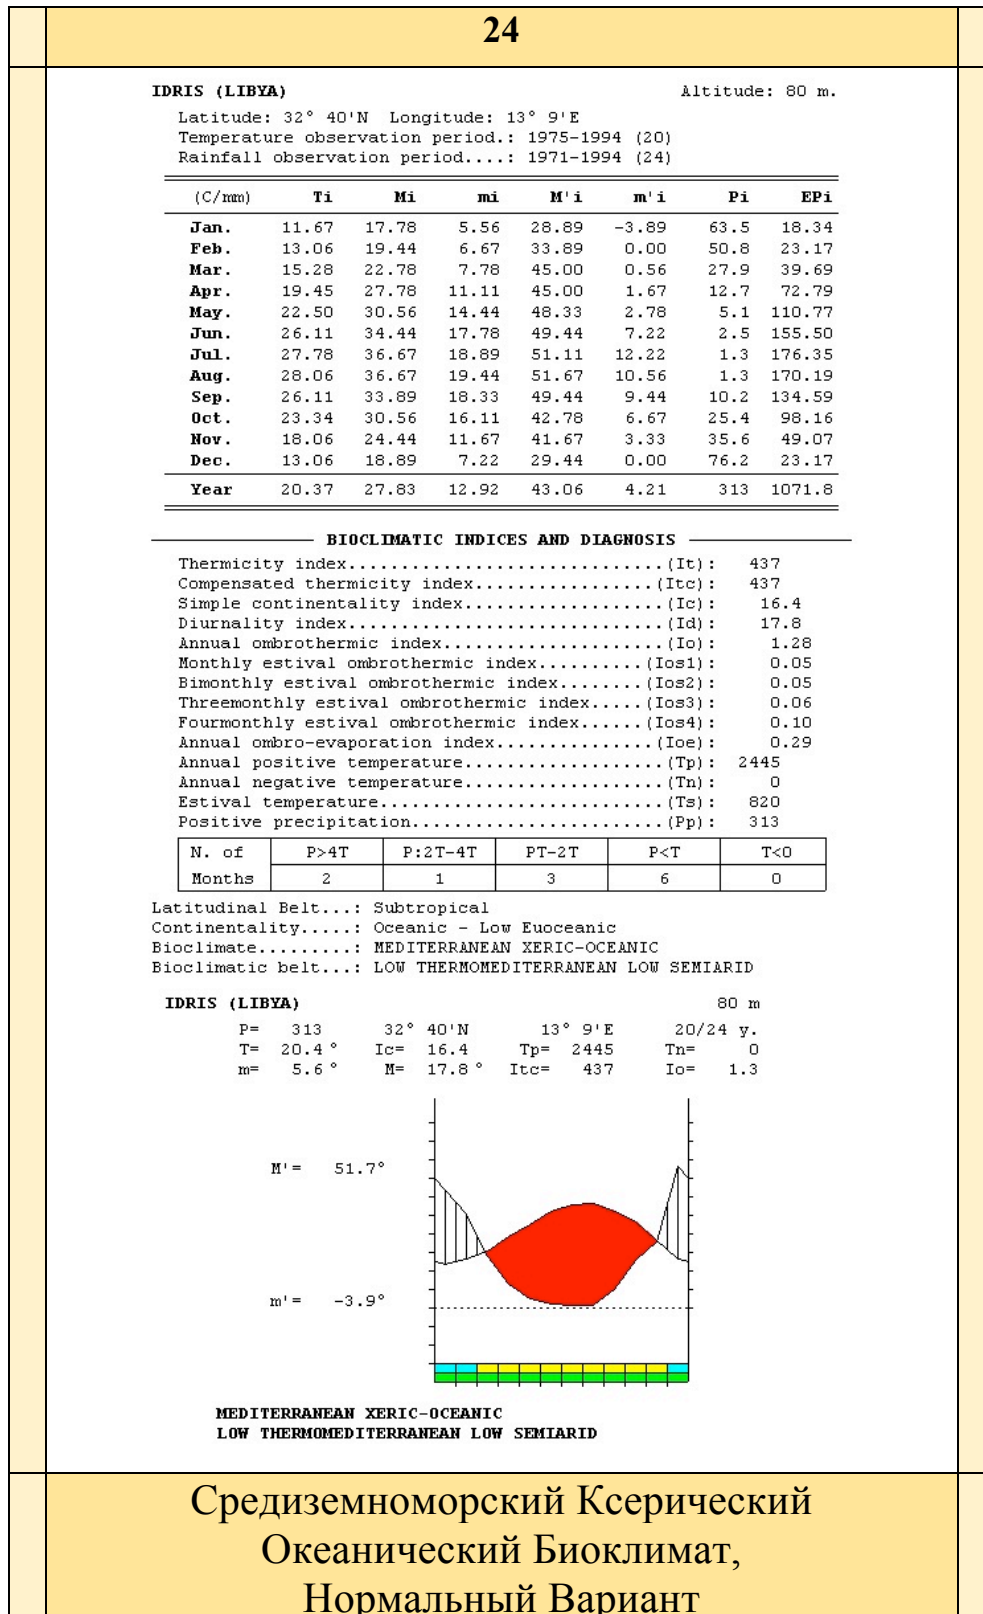 24
IDRIS (LIBYA) Altitude: 80 m.
Latitude: 32° 40'N Longitude: 13° 9'E
Temperature observation period.: 1975-1994 (20)
Rainfall observation period....: 1971-1994 (24)
(C/mm) Ti Mi mi M'i m'i Pi EPi
Jan. 11.67 17.78 5.56 28.89 -3.89 63.5 18.34
Feb. 13.06 19.44 6.67 33.89 0.00 50.8 23.17
Mar. 15.28 22.78 7.78 45.00 0.56 27.9 39.69
Apr. 19.45 27.78 11.11 45.00 1.67 12.7 72.79
May. 22.50 30.56 14.44 48.33 2.78 5.1 110.77
Jun. 26.11 34.44 17.78 49.44 7.22 2.5 155.50
Jul. 27.78 36.67 18.89 51.11 12.22 1.3 176.35
Aug. 28.06 36.67 19.44 51.67 10.56 1.3 170.19
Sep. 26.11 33.89 18.33 49.44 9.44 10.2 134.59
Oct. 23.34 30.56 16.11 42.78 6.67 25.4 98.16
Nov. 18.06 24.44 11.67 41.67 3.33 35.6 49.07
Dec. 13.06 18.89 7.22 29.44 0.00 76.2 23.17
Year 20.37 27.83 12.92 43.06 4.21 313 1071.8
BIOCLIMATIC INDICES AND DIAGNOSIS
Thermicity index..............................(It): 437
Compensated thermicity index.................(Itc): 437
Simple continentality index...................(Ic): 16.4
Diurnality index..............................(Id): 17.8
Annual ombrothermic index.....................(Io): 1.28
Monthly estival ombrothermic index..........(Ios1): 0.05
Bimonthly estival ombrothermic index........(Ios2): 0.05
Threemonthly estival ombrothermic index.....(Ios3): 0.06
Fourmonthly estival ombrothermic index......(Ios4): 0.10
Annual ombro-evaporation index...............(Ioe): 0.29
Annual positive temperature...................(Tp): 2445
Annual negative temperature...................(Tn): 0
Estival temperature...........................(Ts): 820
Positive precipitation........................(Pp): 313
N. of P>4T P:2T-4T PT-2T P<T T<0
Months 2 1 3 6 0
Latitudinal Belt...: Subtropical
Continentality.....: Oceanic - Low Euoceanic
Bioclimate.........: MEDITERRANEAN XERIC-OCEANIC
Bioclimatic belt...: LOW THERMOMEDITERRANEAN LOW SEMIARID
IDRIS (LIBYA) 80 m
P= 313 32° 40'N 13° 9'E 20/24 y.
T= 20.4° Ic= 16.4 Tp= 2445 Tn= 0
m= 5.6° M= 17.8° Itc= 437 Io= 1.3
M'= 51.7°
m'= -3.9°
MEDITERRANEAN XERIC-OCEANIC
LOW THERMOMEDITERRANEAN LOW SEMIARID
Средиземноморский Ксерический
Океанический Биоклимат,
Нормальный Вариант